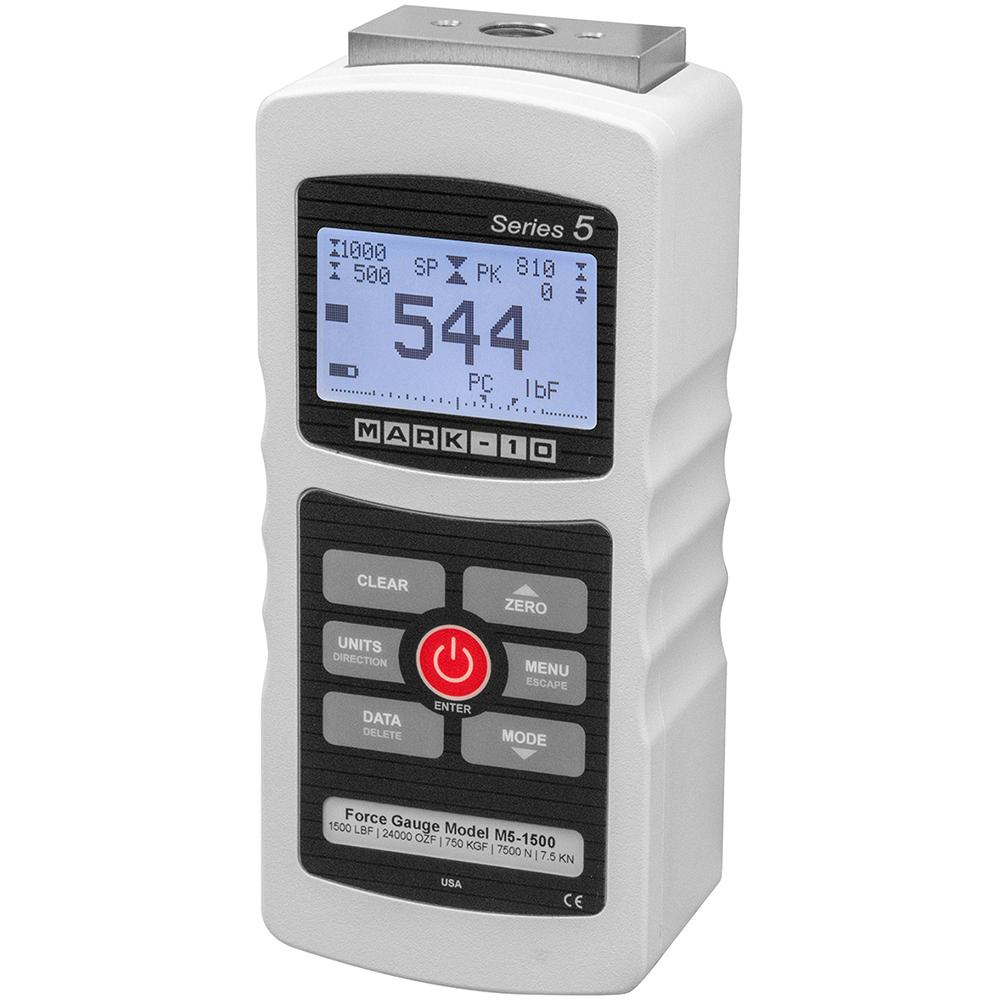 Series 5
1000 SP PK 810
500 0
544
PC lbF
MARK-10
CLEAR
ZERO
UNITS
DIRECTION
MENU
ESCAPE
ENTER
DATA
DELETE
MODE
Force Gauge Model M5-1500
1500 LBF | 24000 OZF | 750 KGF | 7500 N | 7.5 KN
USA
CE